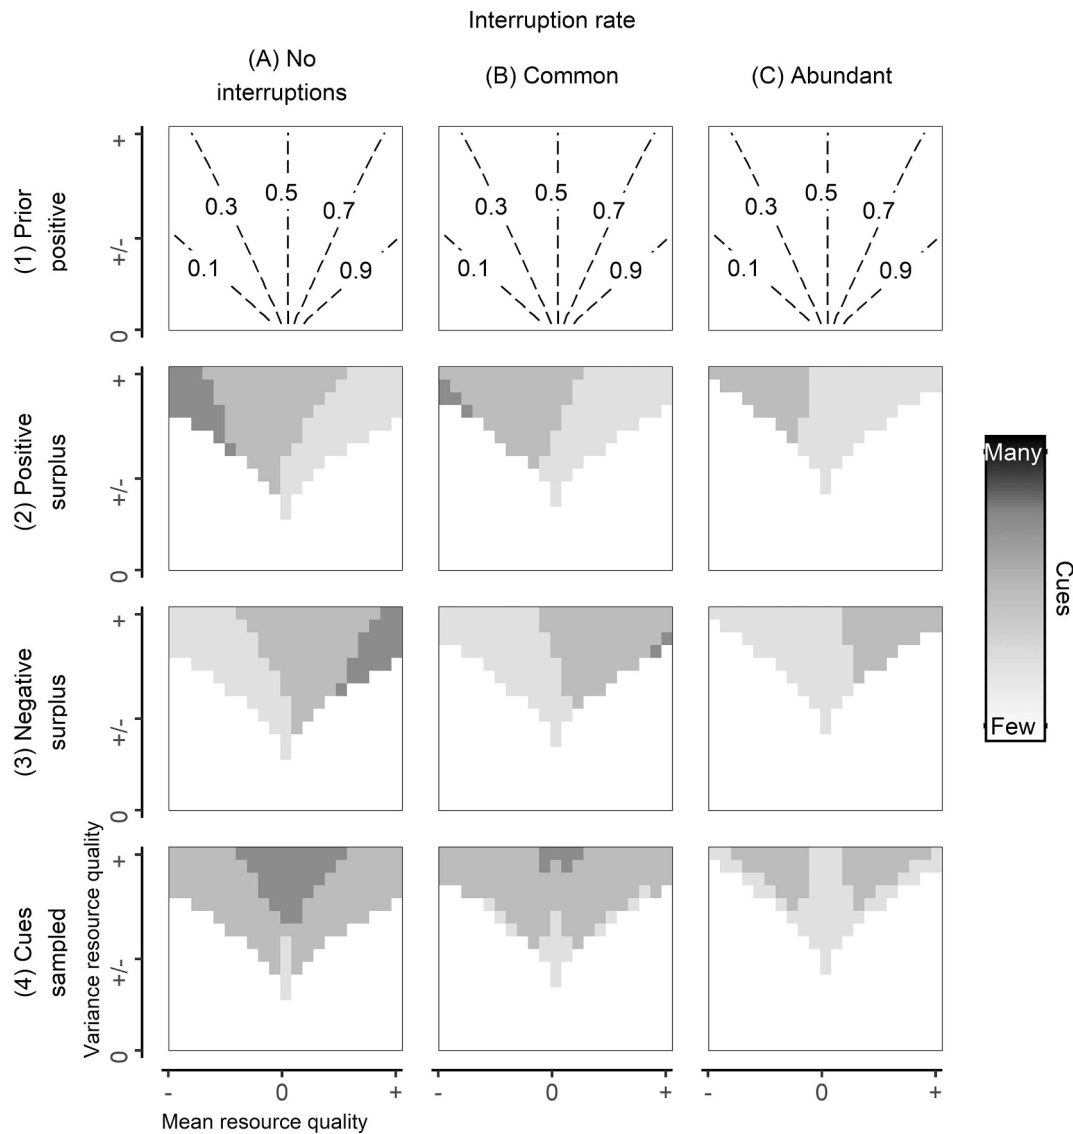 Interruption rate
(A) No
interruptions
(B) Common
(C) Abundant
(1) Prior
positive
+
+/-
0
0.1
0.3
0.5
0.7
0.9
0.1
0.3
0.5
0.7
0.9
0.1
0.3
0.5
0.7
0.9
(2) Positive
surplus
+
+/-
0
(3) Negative
surplus
+
+/-
0
(4) Cues
sampled
Variance resource quality
+
+/-
0
- 0 +
- 0 +
- 0 +
Mean resource quality
Many
Few
Cues